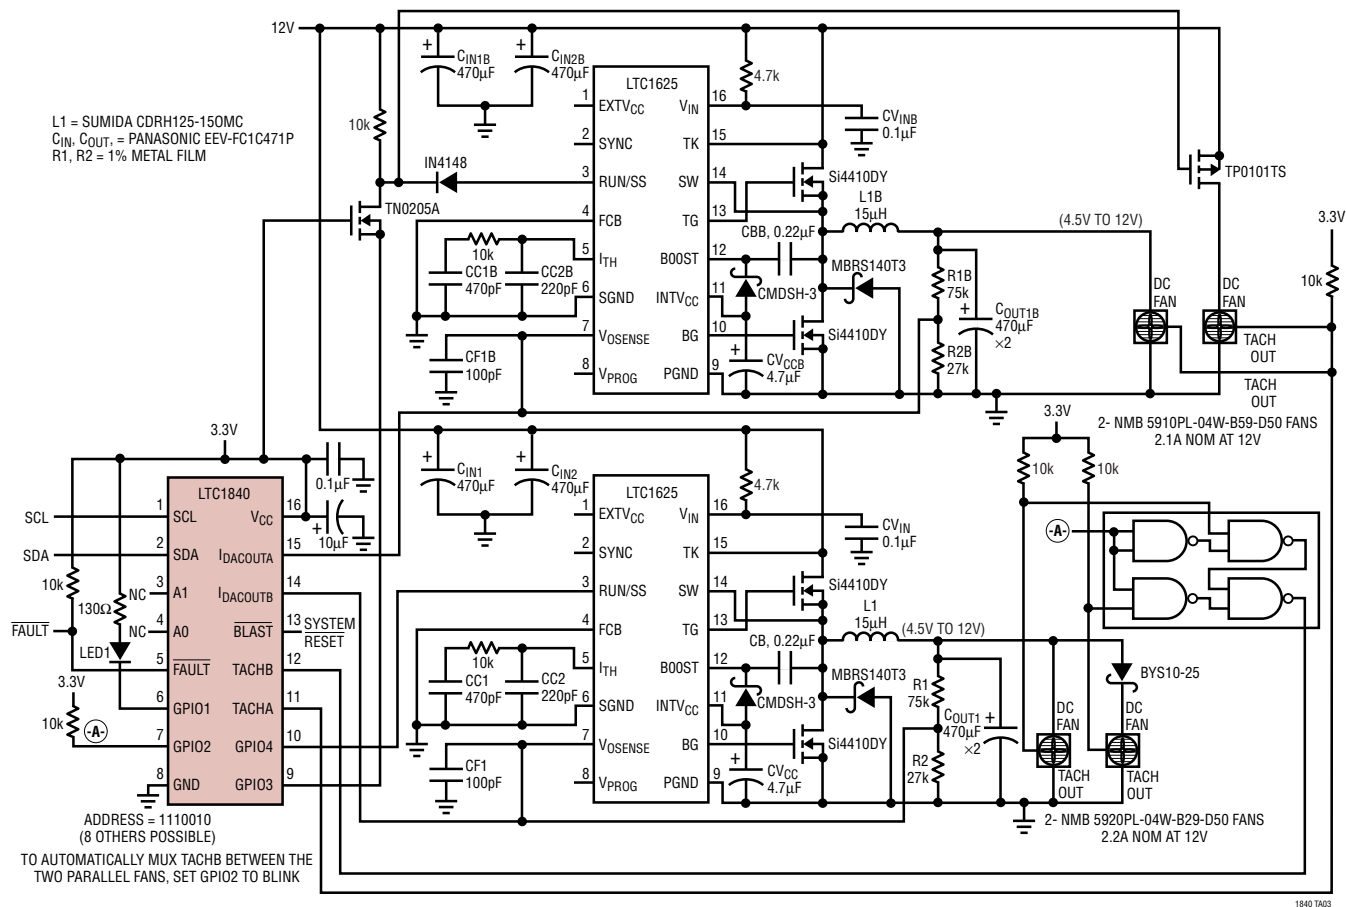 12V
L1 = SUMIDA CDRH125-150MC
CIN, COUT, = PANASONIC EEV-FC1C471P
R1, R2 = 1% METAL FILM
+
CIN1B
470µF
+
CIN2B
470µF
10k
IN4148
TN0205A
LTC1625
1
EXTVCC
2
SYNC
3
RUN/SS
4
FCB
5
ITH
6
SGND
7
VOSENSE
8
VPROG
VIN
16
TK
15
SW
14
TG
13
BOOST
12
INTVCC
11
BG
10
PGND
9
4.7k
CVINB
0.1µF
Si4410DY
L1B
15µH
(4.5V TO 12V)
TP0101TS
3.3V
10k
10k
CC1B
470pF
CC2B
220pF
CF1B
100pF
CBB, 0.22µF
MBRS140T3
CMDSH-3
Si4410DY
+
CVCCB
4.7µF
R1B
75k
R2B
27k
+
COUT1B
470µF
×2
DC
FAN
DC
FAN
TACH
OUT
TACH
OUT
2- NMB 5910PL-04W-B59-D50 FANS
2.1A NOM AT 12V
3.3V
0.1µF
+
10µF
LTC1840
SCL
1
SCL
SDA
2
SDA
10k
NC
3
A1
130Ω
NC
4
A0
FAULT
LED1
5
FAULT
3.3V
6
GPIO1
10k
-A-
7
GPIO2
8
GND
VCC
16
IDACOUTA
15
IDACOUTB
14
BLAST
13
SYSTEM
RESET
TACHB
12
TACHA
11
GPIO4
10
GPIO3
9
ADDRESS = 1110010
(8 OTHERS POSSIBLE)
TO AUTOMATICALLY MUX TACHB BETWEEN THE
TWO PARALLEL FANS, SET GPIO2 TO BLINK
+
CIN1
470µF
+
CIN2
470µF
LTC1625
1
EXTVCC
2
SYNC
3
RUN/SS
4
FCB
5
ITH
6
SGND
7
VOSENSE
8
VPROG
VIN
16
TK
15
SW
14
TG
13
BOOST
12
INTVCC
11
BG
10
PGND
9
4.7k
CVIN
0.1µF
Si4410DY
L1
15µH
(4.5V TO 12V)
10k
CC1
470pF
CC2
220pF
CF1
100pF
CB, 0.22µF
MBRS140T3
CMDSH-3
Si4410DY
+
CVCC
4.7µF
R1
75k
R2
27k
COUT1
470µF
×2
+
3.3V
10k
10k
-A-
BYS10-25
DC
FAN
DC
FAN
TACH
OUT
TACH
OUT
2- NMB 5920PL-04W-B29-D50 FANS
2.2A NOM AT 12V
1840 TA03